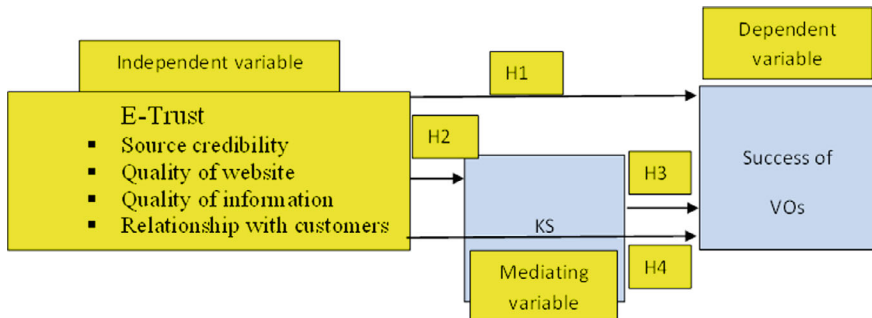 Independent variable
E-Trust
▪ Source credibility
▪ Quality of website
▪ Quality of information
▪ Relationship with customers
H1
H2
KS
Mediating
variable
H3
H4
Dependent
variable
Success of
VOs